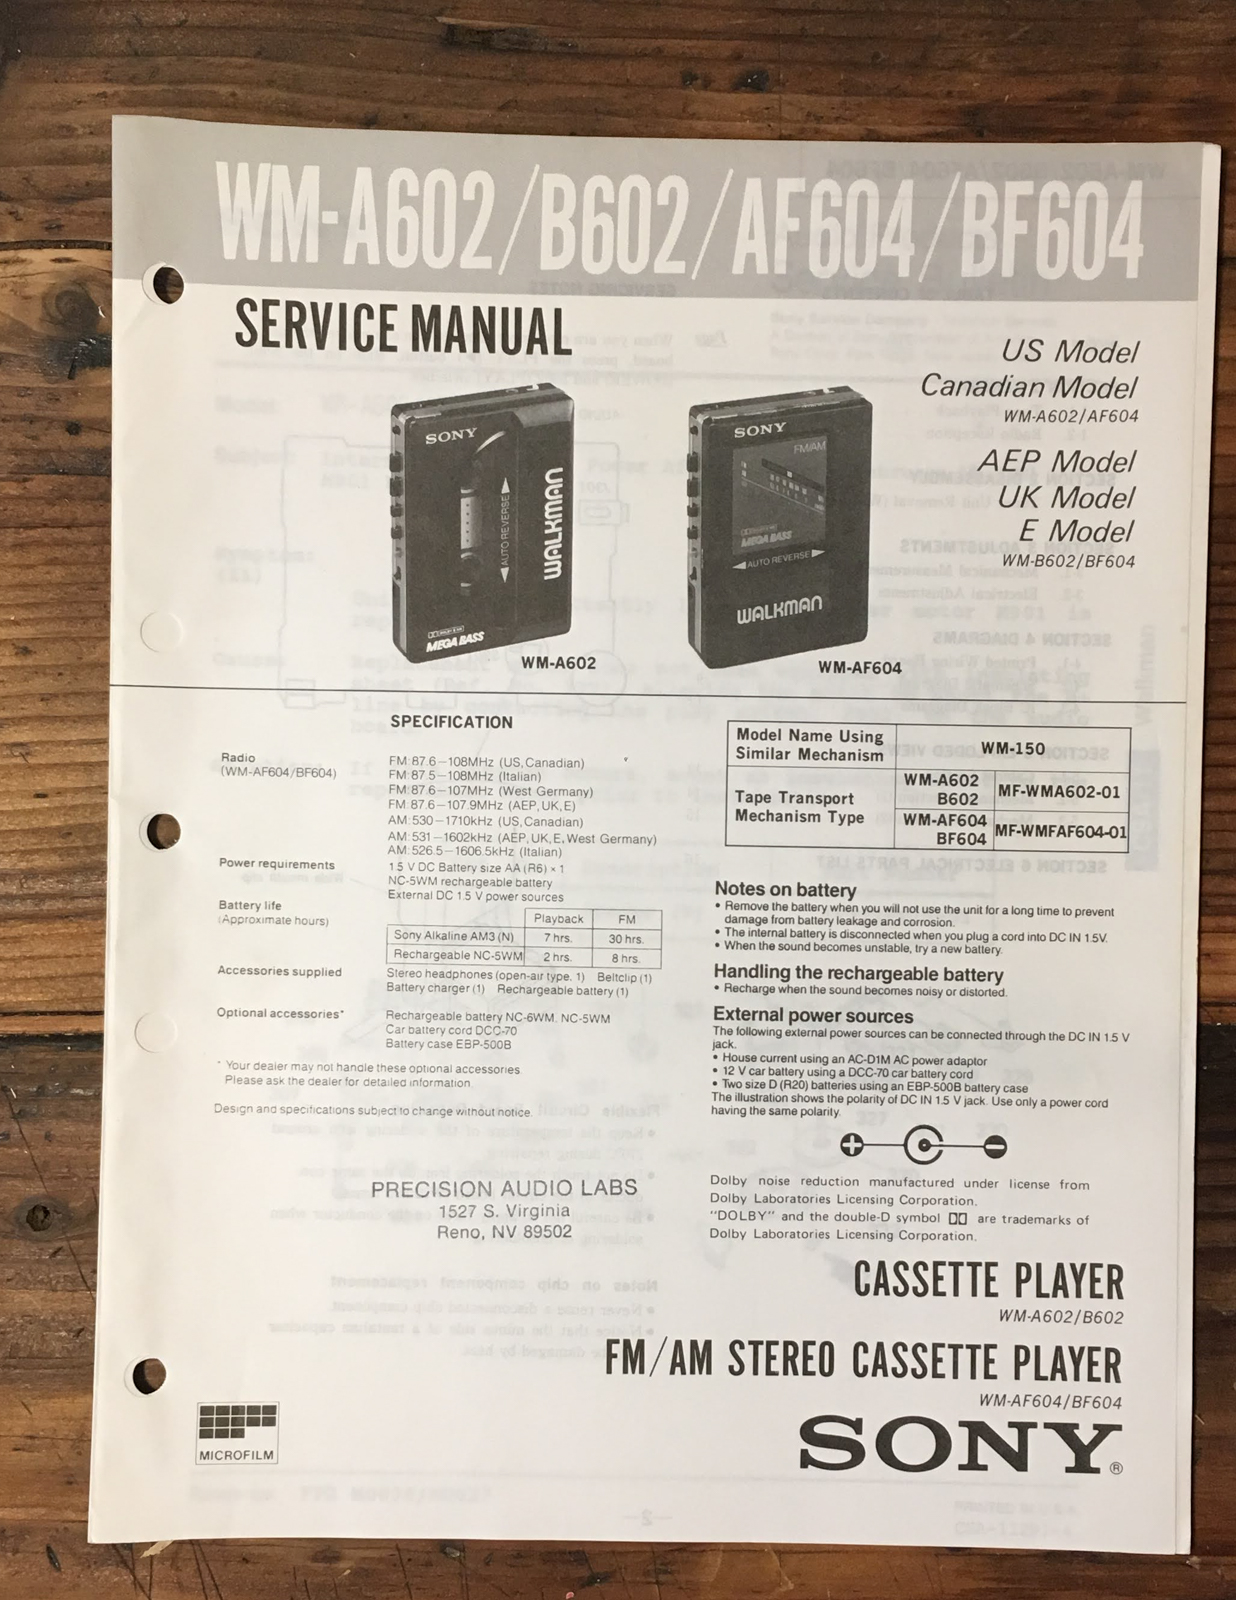 WM-A602/B602/AF604/BF604
SERVICE MANUAL
US Model
Canadian Model
WM-A602/AF604
AEP Model
UK Model
E Model
WM-B602/BF604
SONY
AUTO REVERSE
WALKMAN
MEGA BASS
WM-A602
SONY
FM/AM
MEGA BASS
AUTO REVERSE
WALKMAN
WM-AF604
SPECIFICATION
Radio
(WM-AF604/BF604)
FM:87.6–108MHz (US,Canadian)
FM:87.5–108MHz (Italian)
FM:87.6–107MHz (West Germany)
FM:87.6–107.9MHz (AEP,UK,E)
AM:530–1710kHz (US,Canadian)
AM:531–1602kHz (AEP,UK,E,West Germany)
AM:526.5–1606.5kHz (Italian)
Power requirements
1.5 V DC Battery size AA (R6) × 1
NC-5WM rechargeable battery
External DC 1.5 V power sources
Battery life
(Approximate hours)
Playback FM
Sony Alkaline AM3 (N) 7 hrs. 30 hrs.
Rechargeable NC-5WM 2 hrs. 8 hrs.
Accessories supplied
Stereo headphones (open-air type, 1) Beltclip (1)
Battery charger (1) Rechargeable battery (1)
Optional accessories*
Rechargeable battery NC-6WM, NC-5WM
Car battery cord DCC-70
Battery case EBP-500B
* Your dealer may not handle these optional accessories.
Please ask the dealer for detailed information.
Design and specifications subject to change without notice.
PRECISION AUDIO LABS
1527 S. Virginia
Reno, NV 89502
Model Name Using
Similar Mechanism
WM-150
Tape Transport
Mechanism Type
WM-A602
B602
MF-WMA602-01
WM-AF604
BF604
MF-WMFAF604-01
Notes on battery
• Remove the battery when you will not use the unit for a long time to prevent
damage from battery leakage and corrosion.
• The internal battery is disconnected when you plug a cord into DC IN 1.5V.
• When the sound becomes unstable, try a new battery.
Handling the rechargeable battery
• Recharge when the sound becomes noisy or distorted.
External power sources
The following external power sources can be connected through the DC IN 1.5 V
jack.
• House current using an AC-D1M AC power adaptor
• 12 V car battery using a DCC-70 car battery cord
• Two size D (R20) batteries using an EBP-500B battery case
The illustration shows the polarity of DC IN 1.5 V jack. Use only a power cord
having the same polarity.
Dolby noise reduction manufactured under license from
Dolby Laboratories Licensing Corporation.
"DOLBY" and the double-D symbol are trademarks of
Dolby Laboratories Licensing Corporation.
CASSETTE PLAYER
WM-A602/B602
FM/AM STEREO CASSETTE PLAYER
WM-AF604/BF604
MICROFILM
SONY®